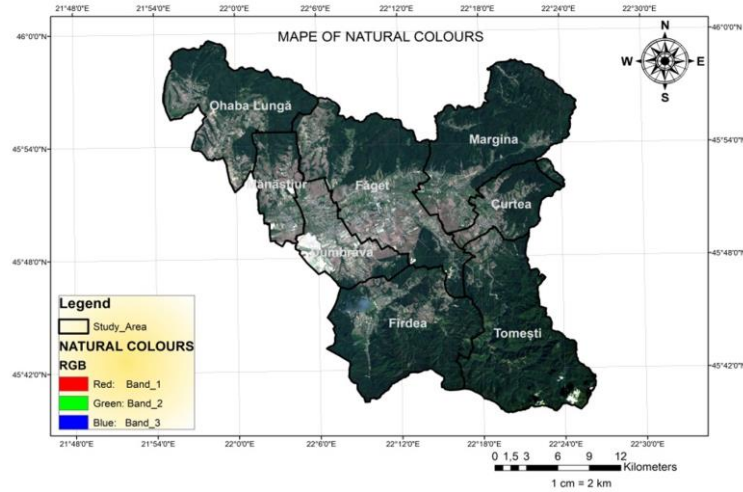 21°48'0"E 21°54'0"E 22°0'0"E 22°6'0"E 22°12'0"E 22°18'0"E 22°24'0"E 22°30'0"E
MAPE OF NATURAL COLOURS
N
W E
S
46°0'0"N 46°0'0"N
Ohaba Lungă
Margina
45°54'0"N 45°54'0"N
Făget
Curtea
45°48'0"N 45°48'0"N
Fîrdea
Tomești
45°42'0"N 45°42'0"N
Legend
Study_Area
NATURAL COLOURS
RGB
Red: Band_1
Green: Band_2
Blue: Band_3
21°48'0"E 21°54'0"E 22°0'0"E 22°6'0"E 22°12'0"E 22°18'0"E 22°24'0"E 22°30'0"E
0 1,5 3 6 9 12
Kilometers
1 cm = 2 km